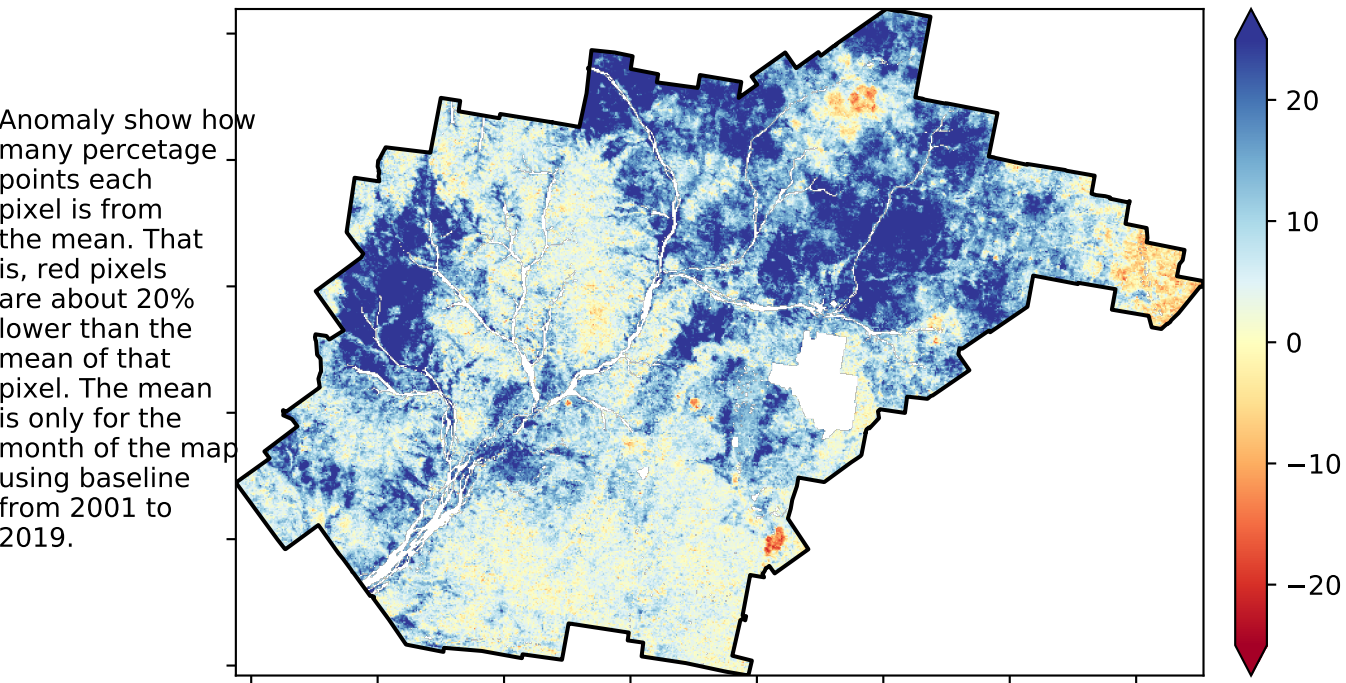 Anomaly show how
many percetage
points each
pixel is from
the mean. That
is, red pixels
are about 20%
lower than the
mean of that
pixel. The mean
is only for the
month of the map
using baseline
from 2001 to
2019.
20
10
0
−10
−20